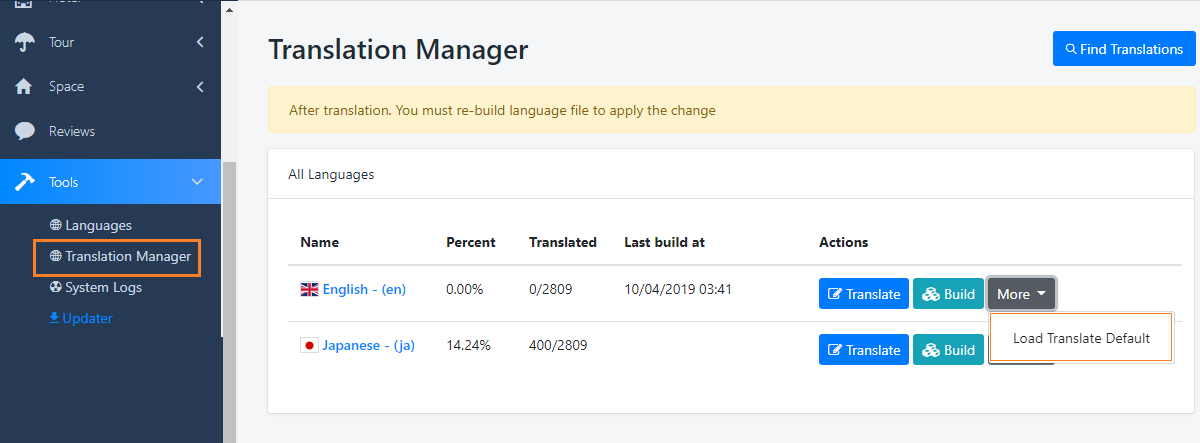 Tour
Space
Reviews
Tools
Languages
Translation Manager
System Logs
Updater
Translation Manager
Find Translations
After translation. You must re-build language file to apply the change
All Languages
Name Percent Translated Last build at Actions
English - (en) 0.00% 0/2809 10/04/2019 03:41 Translate Build More
Load Translate Default
Japanese - (ja) 14.24% 400/2809 Translate Build